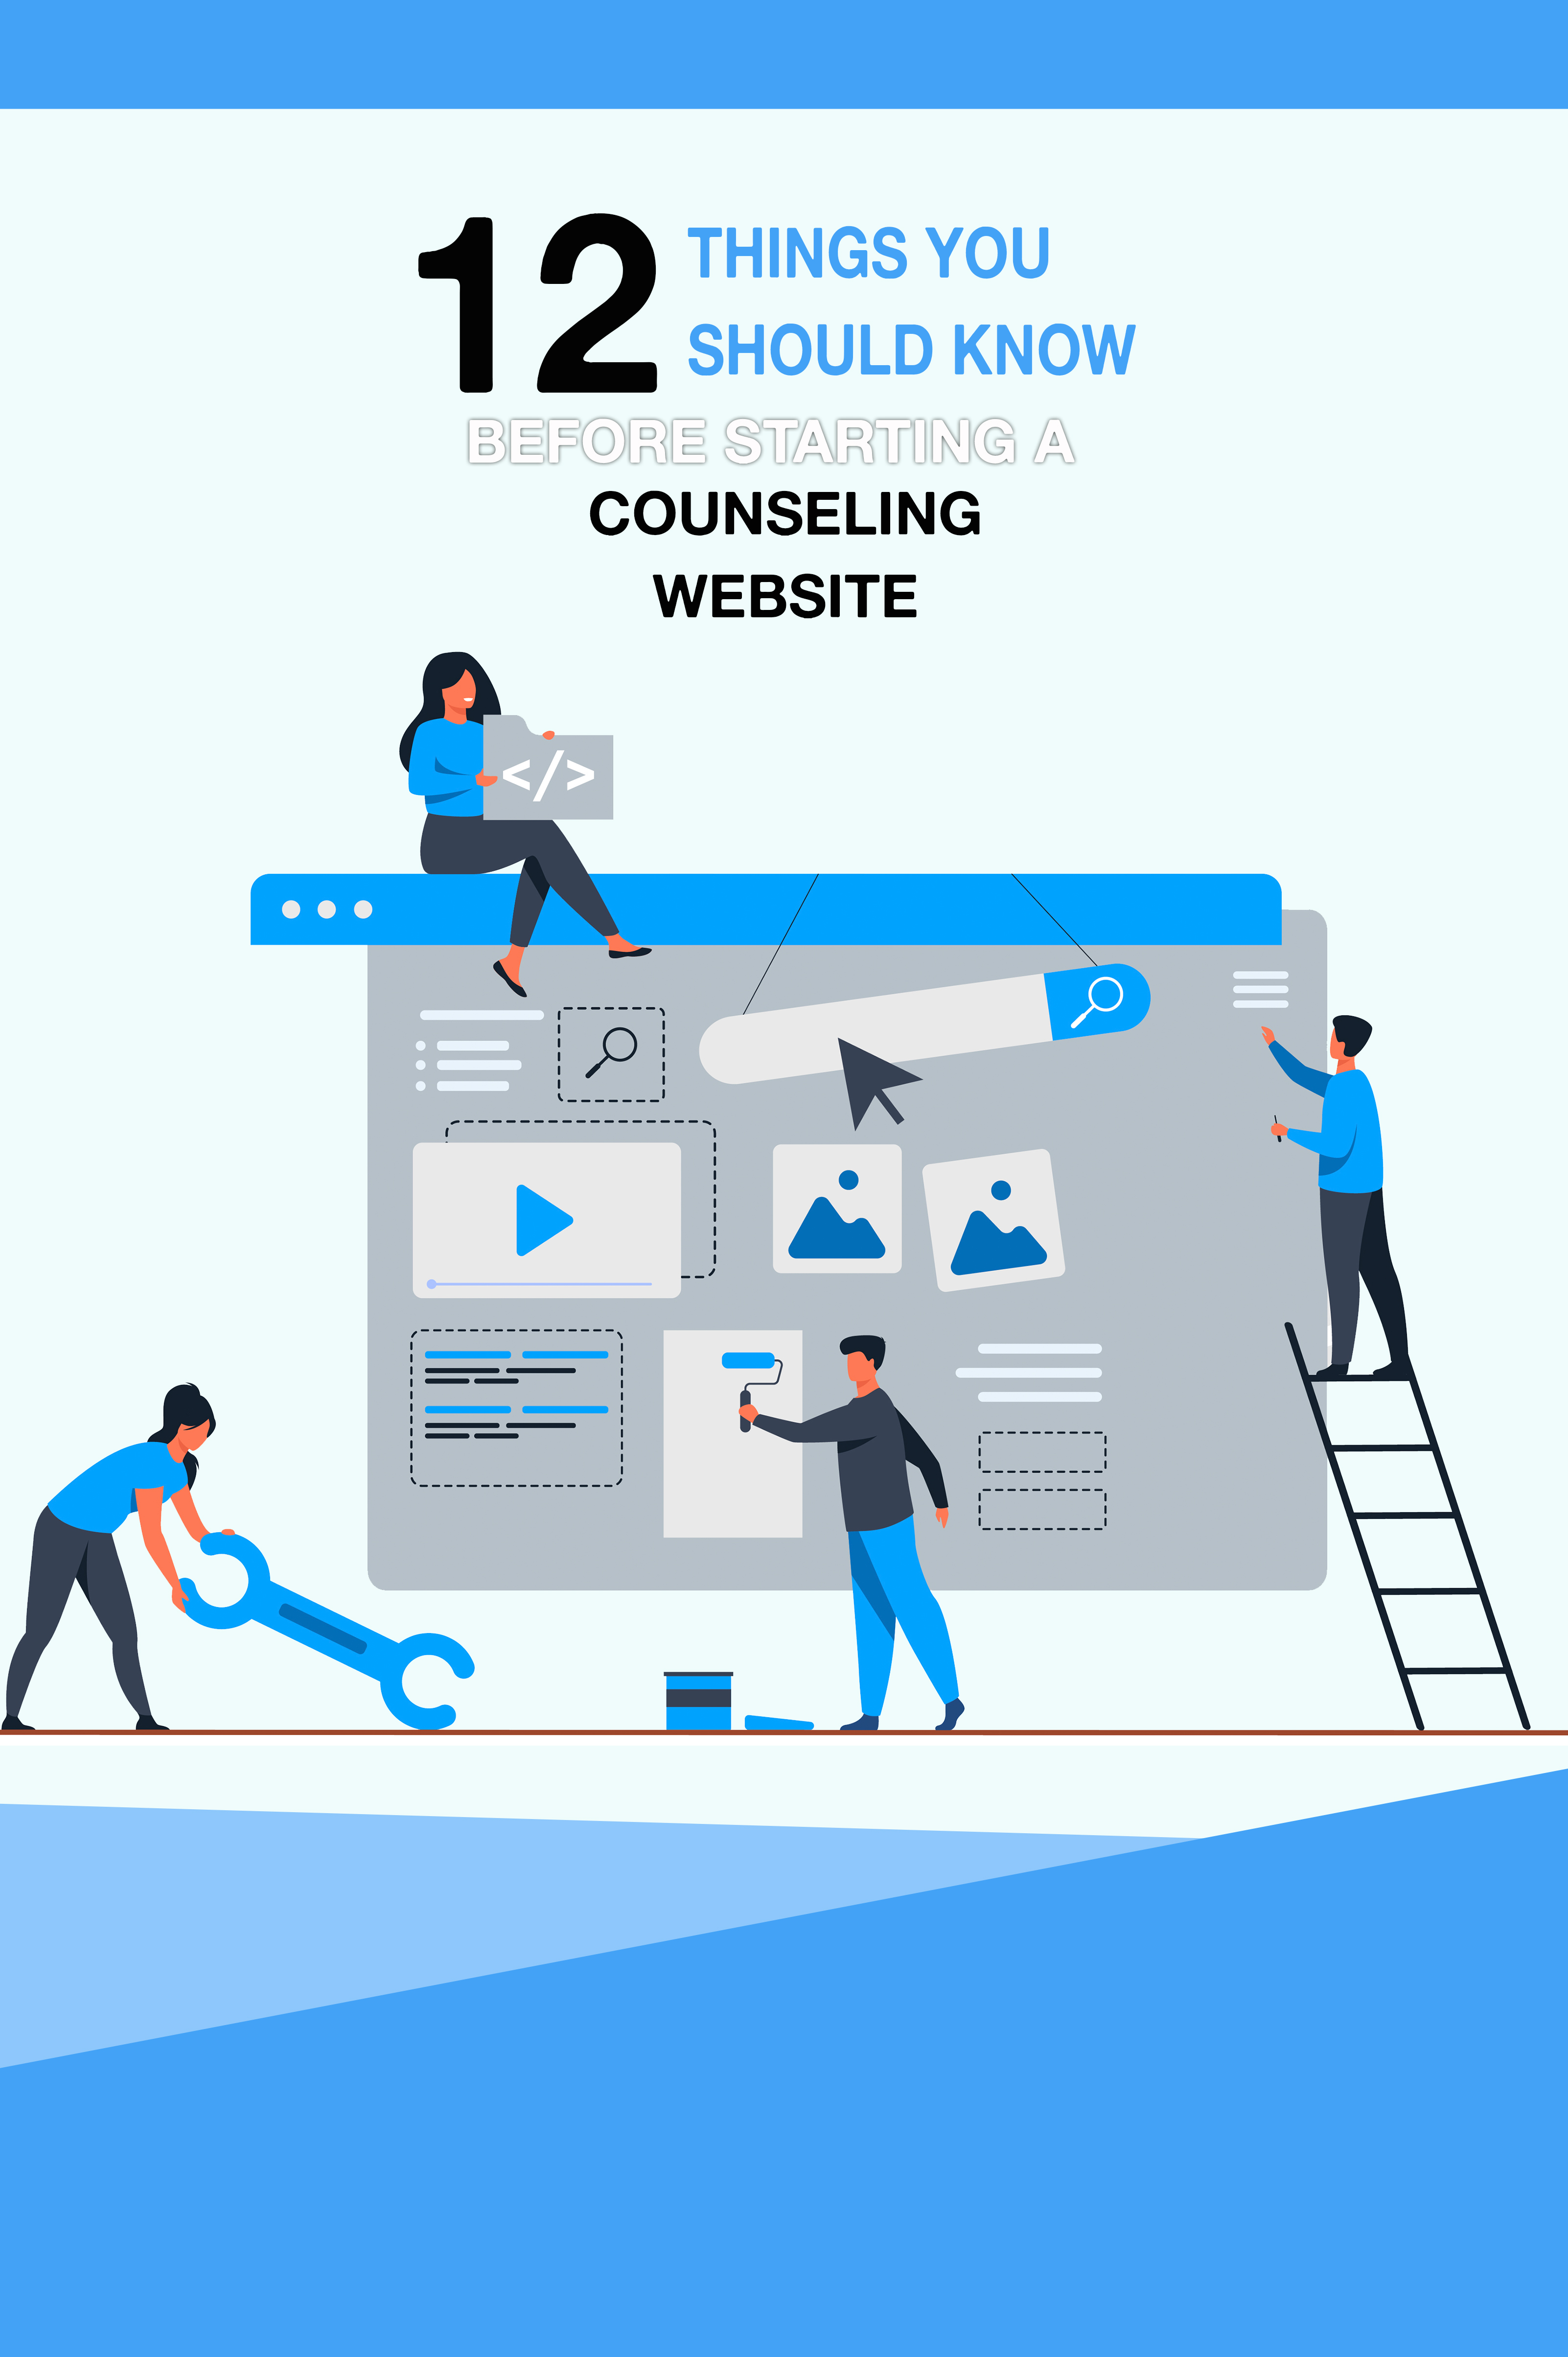 12 THINGS YOU
SHOULD KNOW
BEFORE STARTING A
COUNSELING
WEBSITE
</>